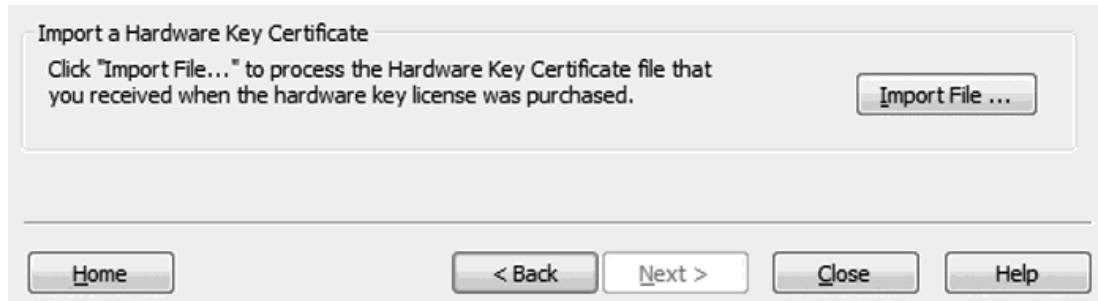 Import a Hardware Key Certificate
Click "Import File..." to process the Hardware Key Certificate file that
you received when the hardware key license was purchased.
Import File ...
Home
< Back
Next >
Close
Help